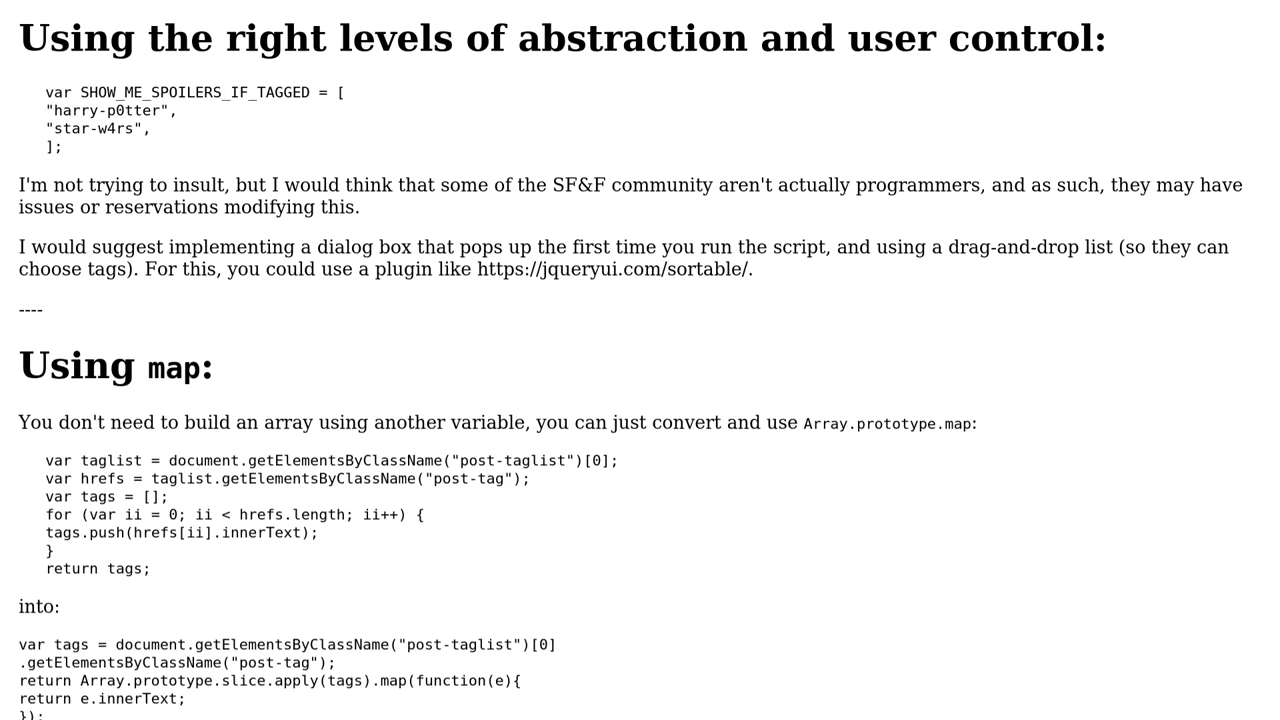 Using the right levels of abstraction and user control:
var SHOW_ME_SPOILERS_IF_TAGGED = [
"harry-p0tter",
"star-w4rs",
];
I'm not trying to insult, but I would think that some of the SF&F community aren't actually programmers, and as such, they may have
issues or reservations modifying this.
I would suggest implementing a dialog box that pops up the first time you run the script, and using a drag-and-drop list (so they can
choose tags). For this, you could use a plugin like https://jqueryui.com/sortable/.
----
Using map:
You don't need to build an array using another variable, you can just convert and use Array.prototype.map:
var taglist = document.getElementsByClassName("post-taglist")[0];
var hrefs = taglist.getElementsByClassName("post-tag");
var tags = [];
for (var ii = 0; ii < hrefs.length; ii++) {
tags.push(hrefs[ii].innerText);
}
return tags;
into:
var tags = document.getElementsByClassName("post-taglist")[0]
.getElementsByClassName("post-tag");
return Array.prototype.slice.apply(tags).map(function(e){
return e.innerText;
});